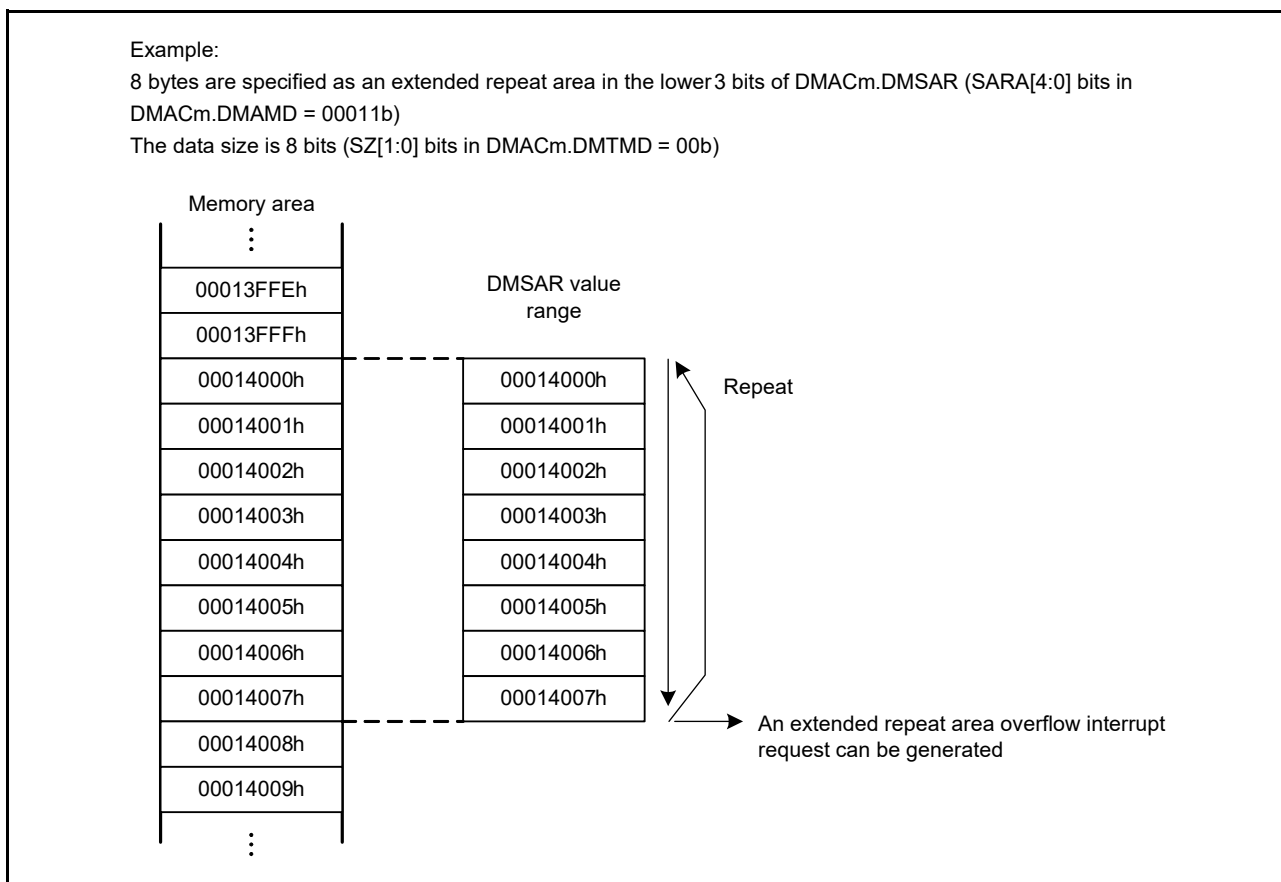 Example:
8 bytes are specified as an extended repeat area in the lower 3 bits of DMACm.DMSAR (SARA[4:0] bits in
DMACm.DMAMD = 00011b)
The data size is 8 bits (SZ[1:0] bits in DMACm.DMTMD = 00b)
Memory area
00013FFEh
00013FFFh
00014000h
00014001h
00014002h
00014003h
00014004h
00014005h
00014006h
00014007h
00014008h
00014009h
DMSAR value
range
00014000h
00014001h
00014002h
00014003h
00014004h
00014005h
00014006h
00014007h
Repeat
An extended repeat area overflow interrupt
request can be generated